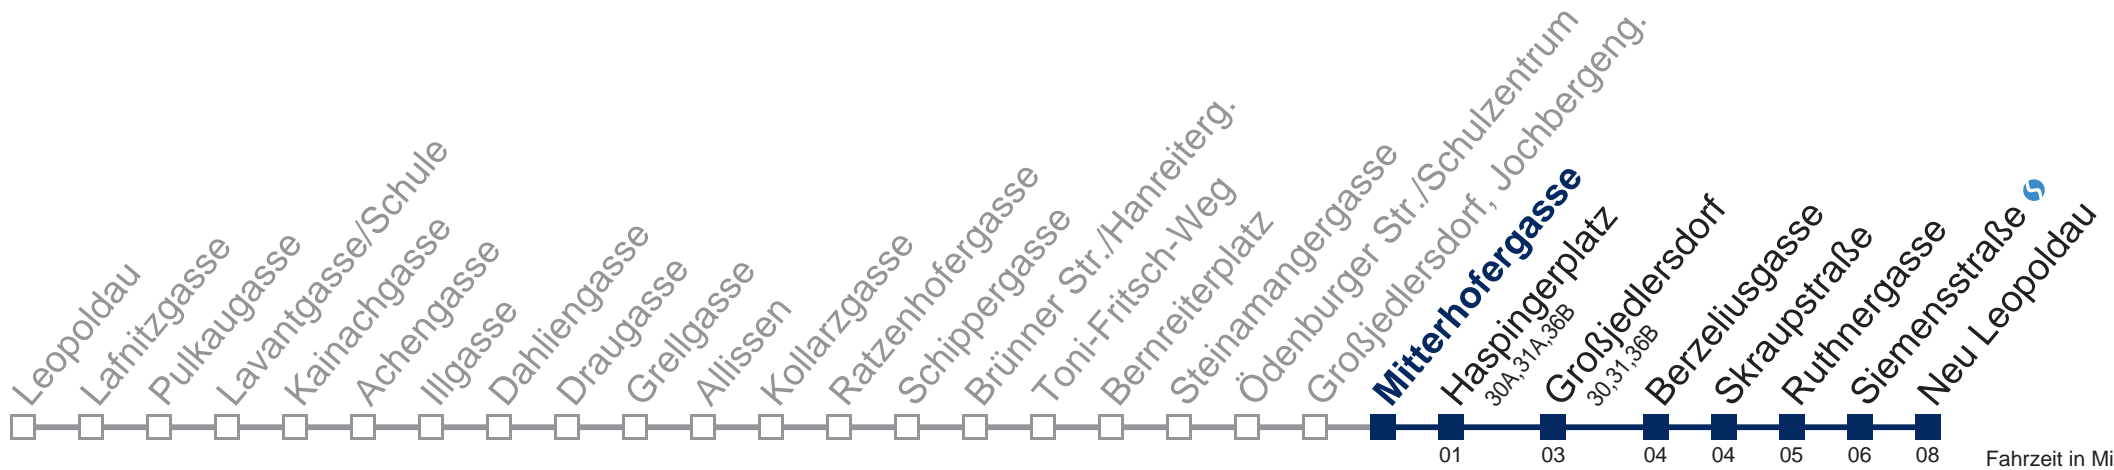 Leopoldau
Lafnitzgasse
Pulkaugasse
Lavantgasse/Schule
Kainachgasse
Achengasse
Illgasse
Dahliengasse
Draugasse
Grellgasse
Allissen
Kollarzgasse
Ratzenhofergasse
Schippergasse
Brünner Str./Hanreiterg.
Toni-Fritsch-Weg
Bernreiterplatz
Steinamangergasse
Ödenburger Str./Schulzentrum
Großjedlersdorf, Jochbergeng.
Mitterhofergasse
Haspingerplatz
30A,31A,36B
Großjedlersdorf
30,31,36B
Berzeliusgasse
Skraupstraße
Ruthnergasse
Siemensstraße
Neu Leopoldau
01 03 04 04 05 06 08
Fahrzeit in Mi